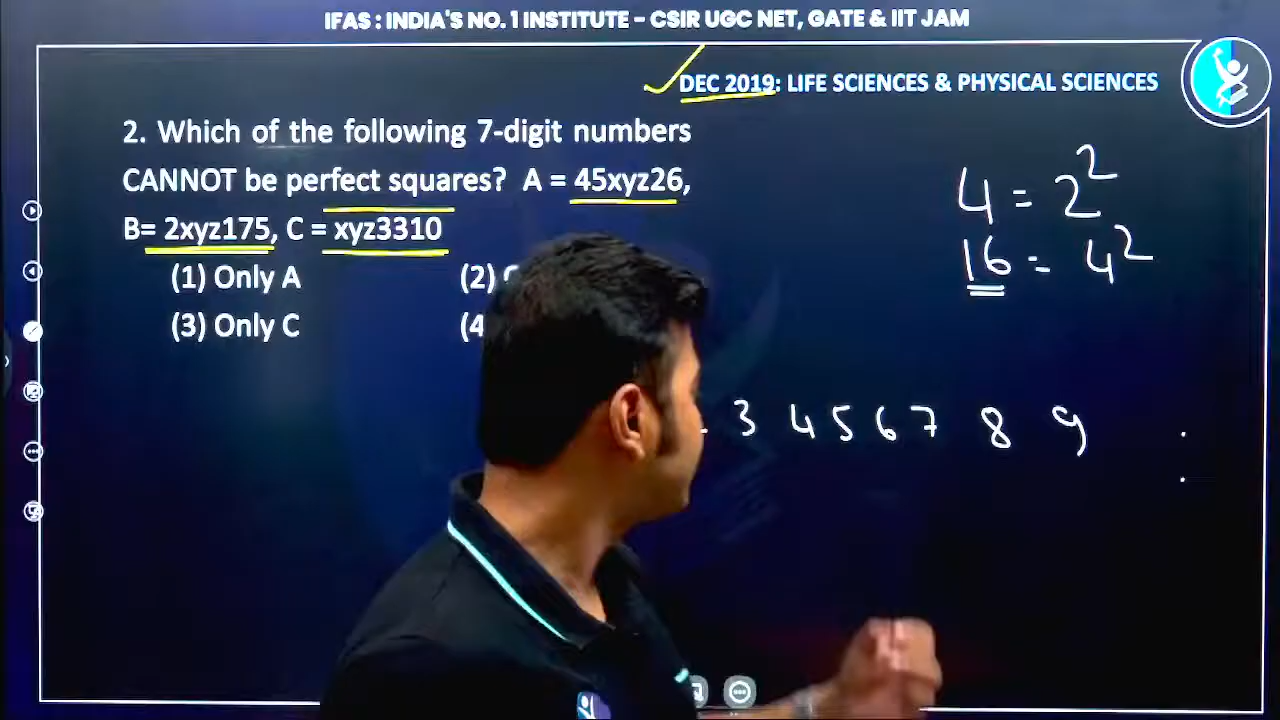 IFAS : INDIA'S NO. 1 INSTITUTE – CSIR UGC NET, GATE & IIT JAM
DEC 2019: LIFE SCIENCES & PHYSICAL SCIENCES
2. Which of the following 7-digit numbers
CANNOT be perfect squares? A = 45xyz26,
B= 2xyz175, C = xyz3310
(1) Only A (2)
(3) Only C (4
4 = 2²
16 = 4²
3 4 5 6 7 8 9